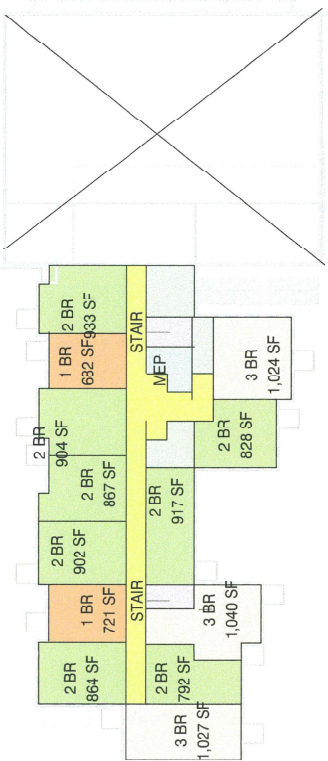 2 BR
933 SF
STAIR
1 BR
682 SF
MEP
3 BR
1,024 SF
2 BR
904 SF
2 BR
828 SF
2 BR
867 SF
2 BR
917 SF
2 BR
902 SF
1 BR
721 SF
STAIR
3 BR
1,040 SF
2 BR
864 SF
2 BR
792 SF
3 BR
1,027 SF